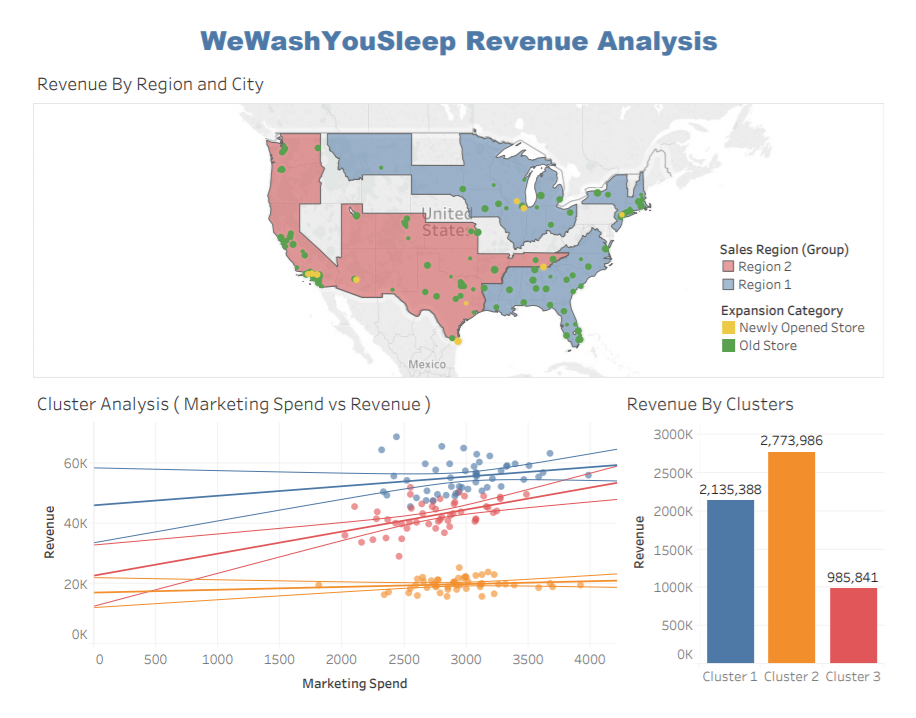 WeWashYouSleep Revenue Analysis
Revenue By Region and City
United
States
Mexico
Sales Region (Group)
Region 2
Region 1
Expansion Category
Newly Opened Store
Old Store
Cluster Analysis ( Marketing Spend vs Revenue )
60K
40K
20K
0K
Revenue
0 500 1000 1500 2000 2500 3000 3500 4000
Marketing Spend
Revenue By Clusters
3000K
2500K
2000K
1500K
1000K
500K
0K
Revenue
2,135,388
2,773,986
985,841
Cluster 1 Cluster 2 Cluster 3